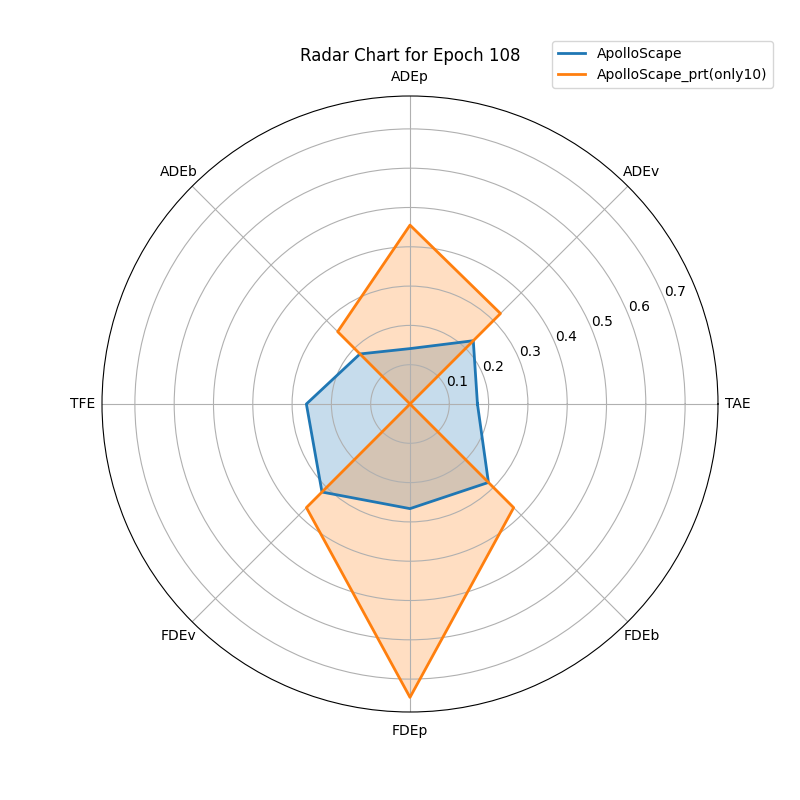 Radar Chart for Epoch 108
ApolloScape
ApolloScape_prt(only10)
ADEp
ADEb
ADEv
0.7
0.6
0.5
0.4
0.3
0.2
0.1
TFE
TAE
FDEv
FDEb
FDEp